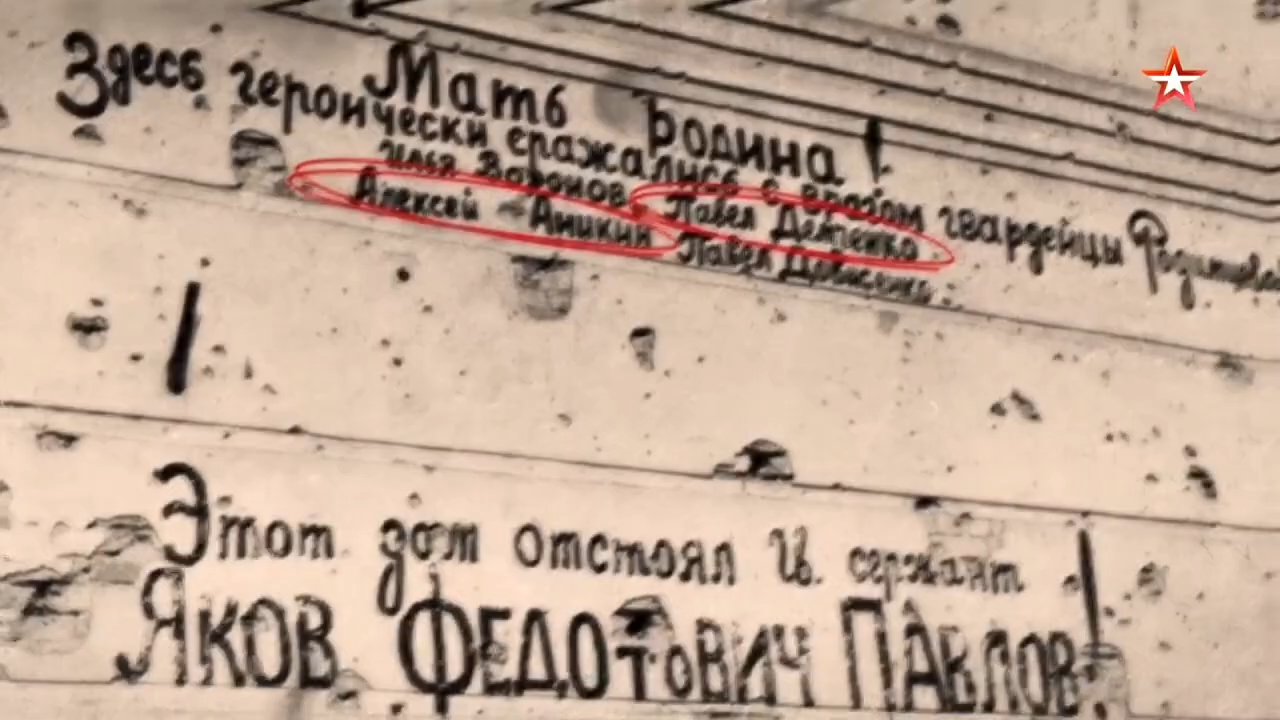 Мать Родина!
Здесь героически сражались с врагом гвардейцы
Илья Воронов Павел Демченко
Алексей Аникин Павел Довженко
Этот дом отстоял гв. сержант
ЯКОВ ФЕДОТОВИЧ ПАВЛОВ!